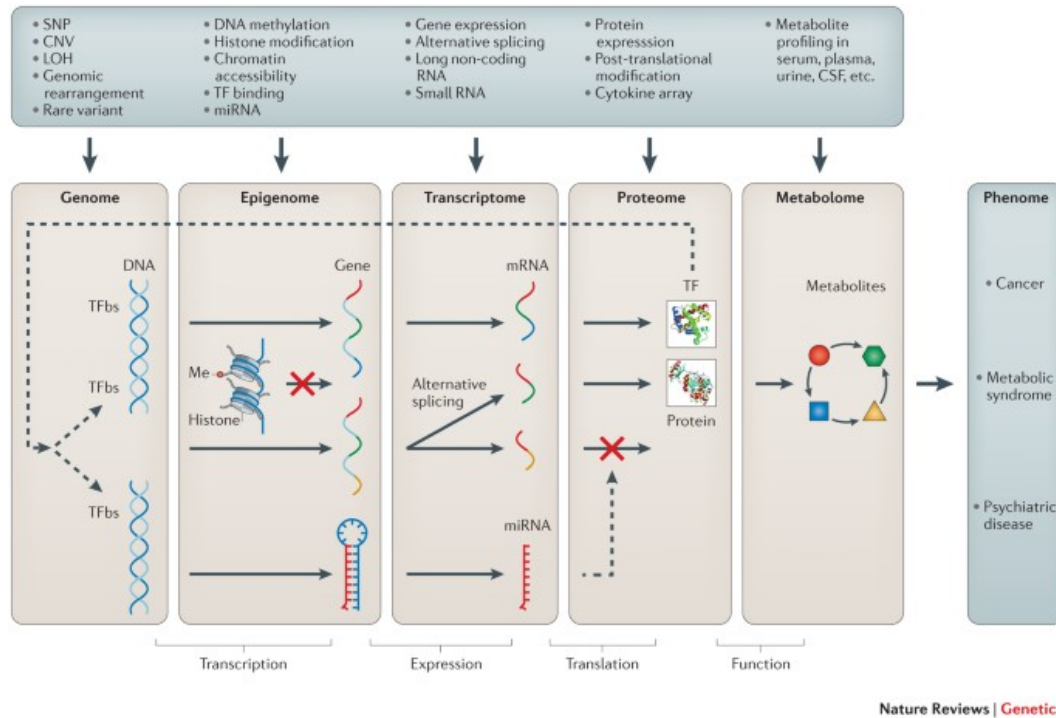 • SNP
• CNV
• LOH
• Genomic
rearrangement
• Rare variant
• DNA methylation
• Histone modification
• Chromatin
accessibility
• TF binding
• miRNA
• Gene expression
• Alternative splicing
• Long non-coding
RNA
• Small RNA
• Protein
expresssion
• Post-translational
modification
• Cytokine array
• Metabolite
profiling in
serum, plasma,
urine, CSF, etc.
Genome
Epigenome
Transcriptome
Proteome
Metabolome
Phenome
DNA
TFbs
TFbs
TFbs
Gene
Me
Histone
mRNA
Alternative
splicing
miRNA
TF
Protein
Metabolites
• Cancer
• Metabolic
syndrome
• Psychiatric
disease
Transcription
Expression
Translation
Function
Nature Reviews | Genetic